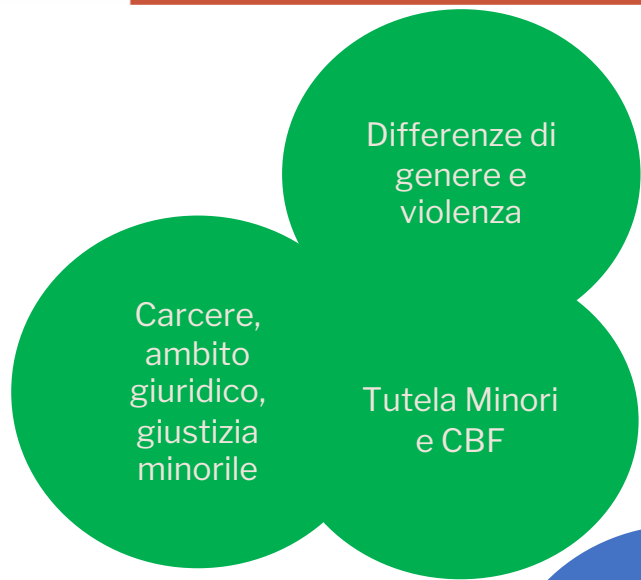 Differenze di
genere e
violenza
Carcere,
ambito
giuridico,
giustizia
minorile
Tutela Minori
e CBF